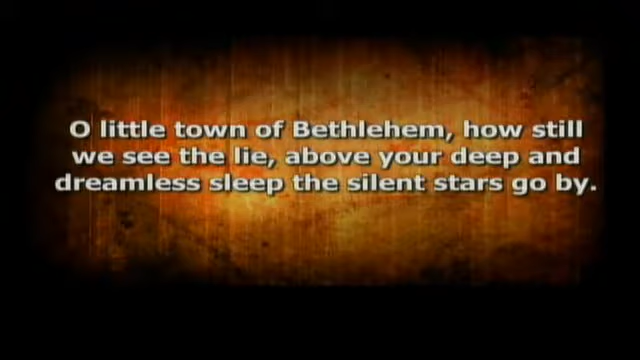 O little town of Bethlehem, how still
we see the lie, above your deep and
dreamless sleep the silent stars go by.